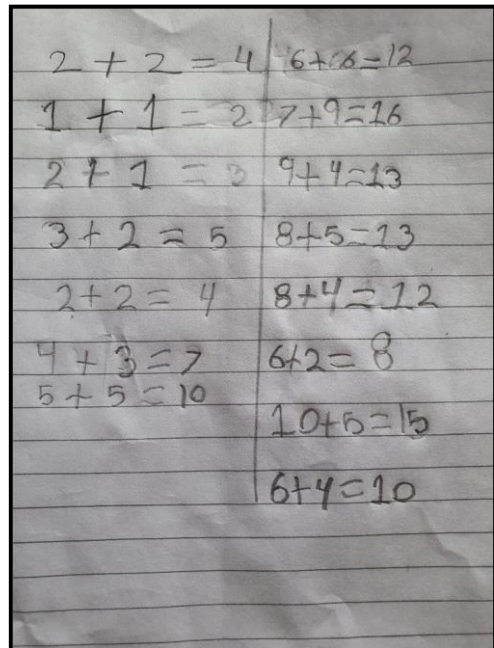 2 + 2 = 4
1 + 1 = 2
2 + 1 = 3
3 + 2 = 5
2 + 2 = 4
4 + 3 = 7
5 + 5 = 10
6+6=12
7+9=16
9+4=13
8+5=13
8+4=12
6+2=8
10+5=15
6+4=10